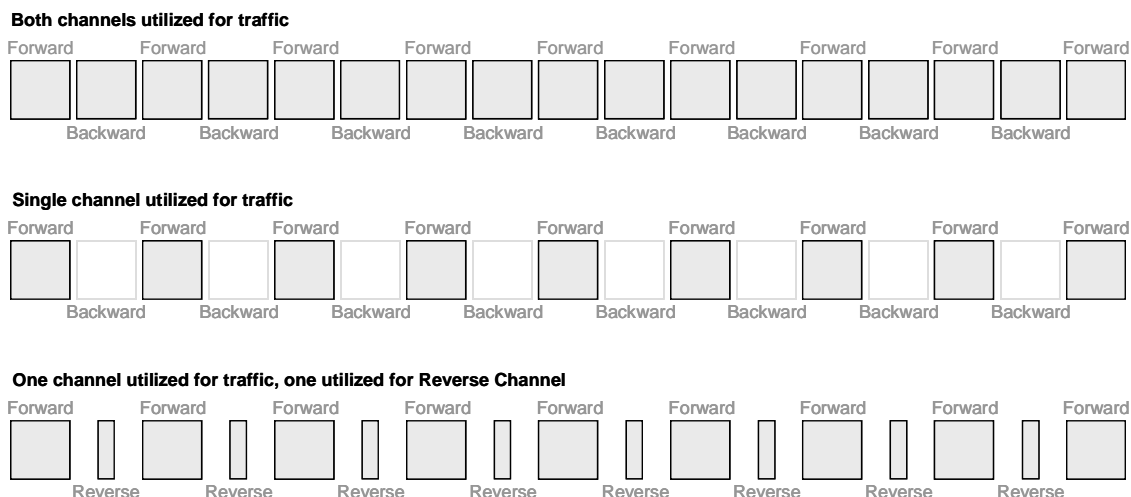 Both channels utilized for traffic
Forward Forward Forward Forward Forward Forward Forward Forward Forward
Backward Backward Backward Backward Backward Backward Backward Backward
Single channel utilized for traffic
Forward Forward Forward Forward Forward Forward Forward Forward Forward
Backward Backward Backward Backward Backward Backward Backward Backward
One channel utilized for traffic, one utilized for Reverse Channel
Forward Forward Forward Forward Forward Forward Forward Forward Forward
Reverse Reverse Reverse Reverse Reverse Reverse Reverse Reverse